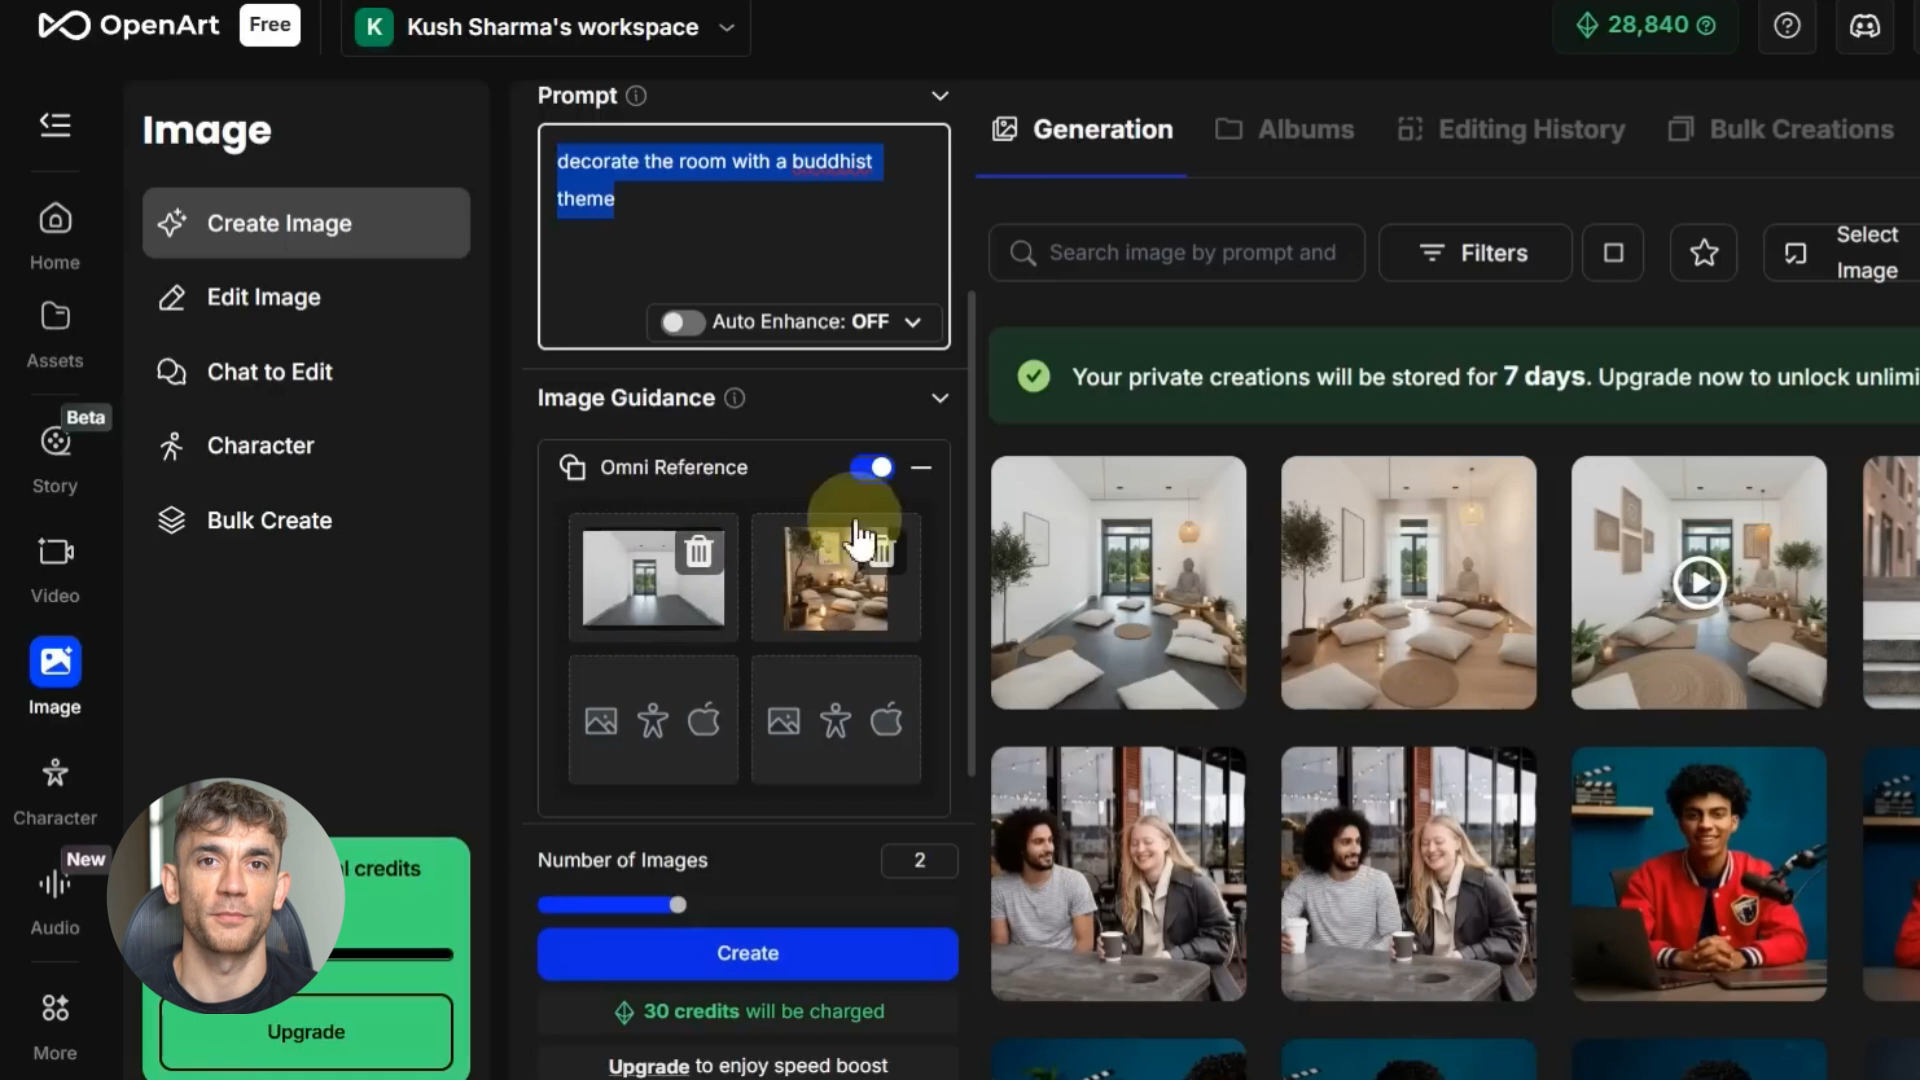 OpenArt
Free
K
Kush Sharma's workspace
28,840
Image
Create Image
Edit Image
Chat to Edit
Character
Bulk Create
Home
Assets
Beta
Story
Video
Image
Character
New
Audio
More
credits
Upgrade
Prompt
decorate the room with a buddhist
theme
Auto Enhance: OFF
Image Guidance
Omni Reference
Number of Images
2
Create
30 credits will be charged
Upgrade to enjoy speed boost
Generation
Albums
Editing History
Bulk Creations
Search image by prompt and
Filters
Select
Image
Your private creations will be stored for 7 days. Upgrade now to unlock unlimi